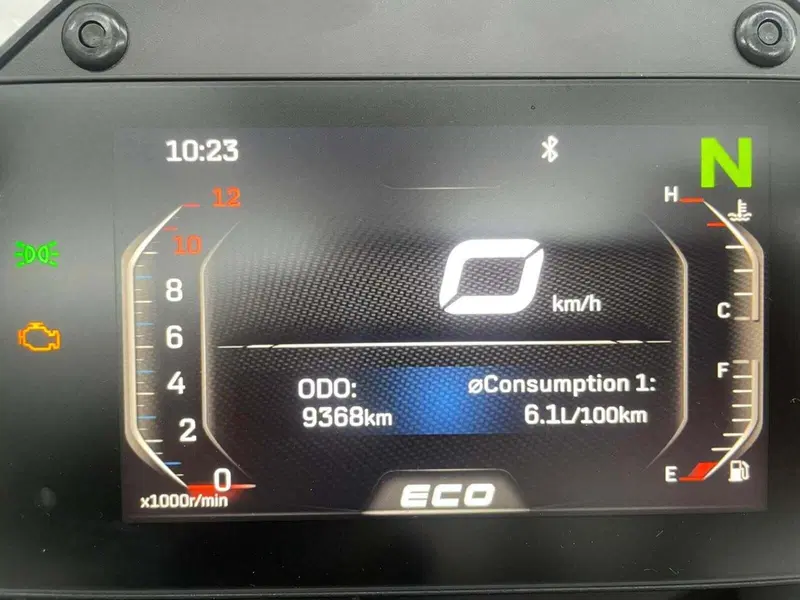 10:23
N
12
H
10
8
0 km/h
6
C
4
F
ODO:
9368km
⌀Consumption 1:
6.1L/100km
2
0
E
x1000r/min
ECO